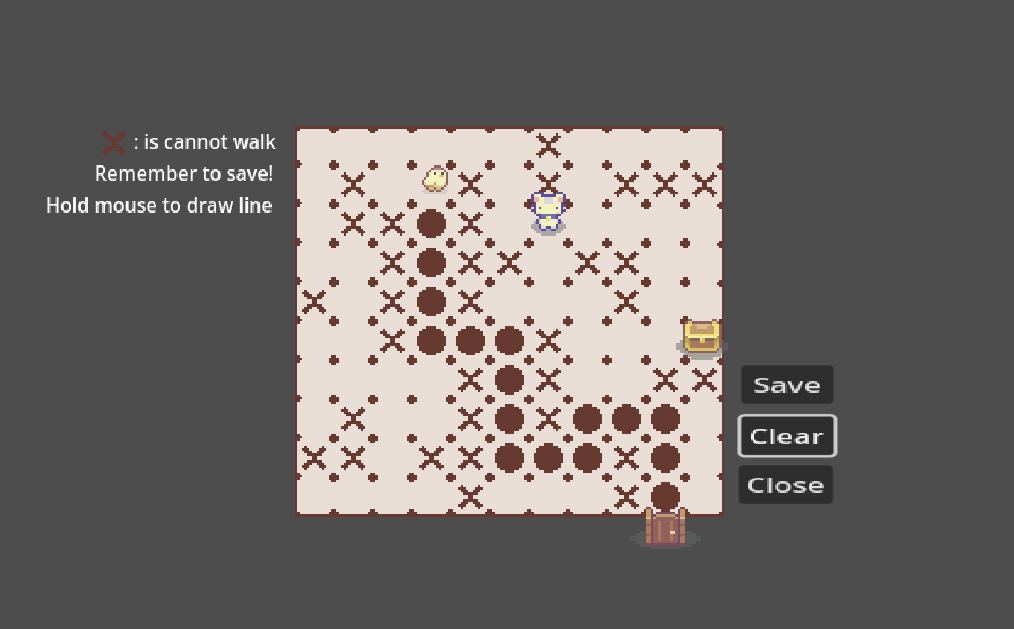 : is cannot walk
Remember to save!
Hold mouse to draw line
Save
Clear
Close